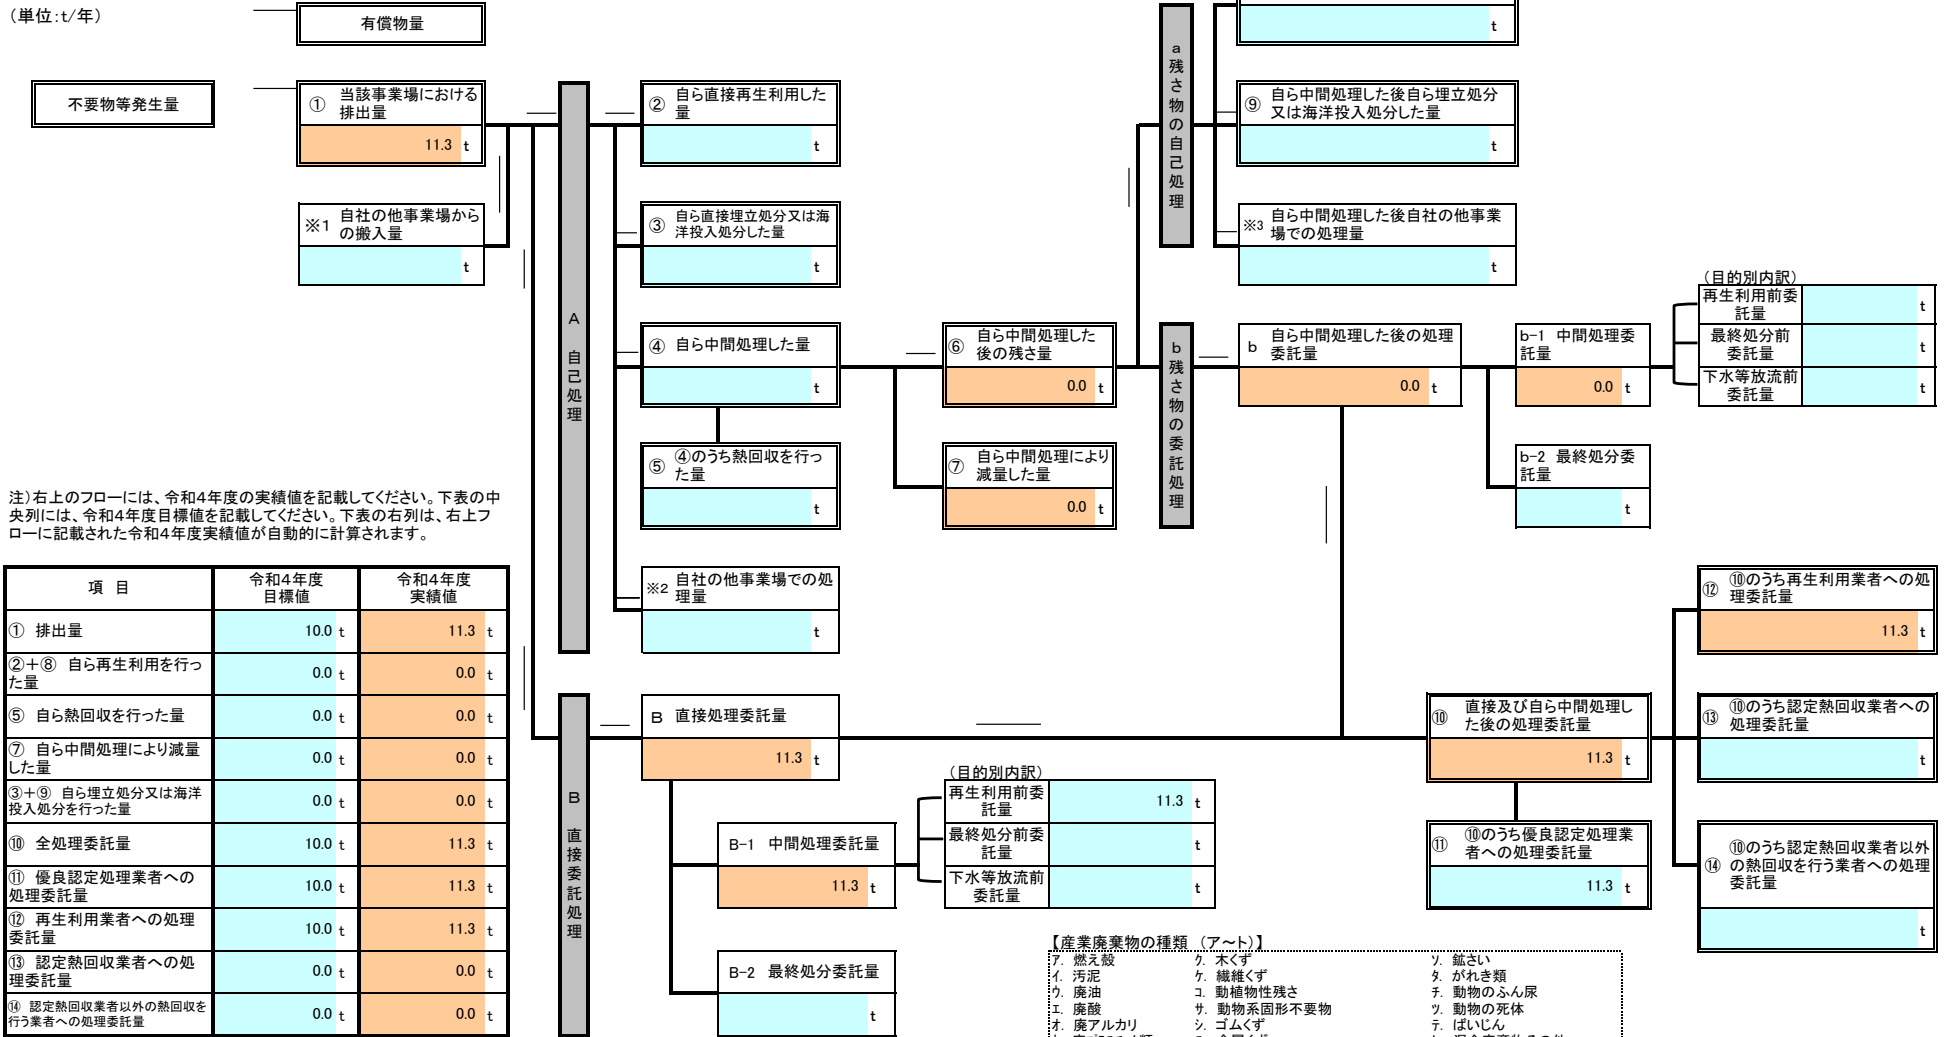 (単位:t/年)
有償物量
不要物等発生量
① 当該事業場における
排出量
11.3 t
※1 自社の他事業場から
の搬入量
t
A 自己処理
② 自ら直接再生利用した
量
t
③ 自ら直接埋立処分又は海
洋投入処分した量
t
④ 自ら中間処理した量
t
⑤ ④のうち熱回収を行っ
た量
t
※2 自社の他事業場での処
理量
t
⑥ 自ら中間処理した
後の残さ量
0.0 t
⑦ 自ら中間処理により
減量した量
0.0 t
a 残さ物の自己処理
t
⑨ 自ら中間処理した後自ら埋立処分
又は海洋投入処分した量
t
※3 自ら中間処理した後自社の他事業
場での処理量
t
b 残さ物の委託処理
b 自ら中間処理した後の処理
委託量
0.0 t
b-1 中間処理委
託量
0.0 t
b-2 最終処分委
託量
t
(目的別内訳)
再生利用前委
託量 t
最終処分前
委託量 t
下水等放流前
委託量 t
注)右上のフローには、令和4年度の実績値を記載してください。下表の中
央列には、令和4年度目標値を記載してください。下表の右列は、右上フ
ローに記載された令和4年度実績値が自動的に計算されます。
項 目 令和4年度
目標値 令和4年度
実績値
① 排出量 10.0 t 11.3 t
②+⑧ 自ら再生利用を行っ
た量 0.0 t 0.0 t
⑤ 自ら熱回収を行った量 0.0 t 0.0 t
⑦ 自ら中間処理により減量
した量 0.0 t 0.0 t
③+⑨ 自ら埋立処分又は海洋
投入処分を行った量 0.0 t 0.0 t
⑩ 全処理委託量 10.0 t 11.3 t
⑪ 優良認定処理業者への
処理委託量 10.0 t 11.3 t
⑫ 再生利用業者への処理
委託量 10.0 t 11.3 t
⑬ 認定熱回収業者への処
理委託量 0.0 t 0.0 t
⑭ 認定熱回収業者以外の熱回収を
行う業者への処理委託量 0.0 t 0.0 t
B 直接委託処理
B 直接処理委託量
11.3 t
B-1 中間処理委託量
11.3 t
B-2 最終処分委託量
t
(目的別内訳)
再生利用前委
託量 11.3 t
最終処分前委
託量 t
下水等放流前
委託量 t
⑩ 直接及び自ら中間処理し
た後の処理委託量
11.3 t
⑪ ⑩のうち優良認定処理業
者への処理委託量
11.3 t
⑫ ⑩のうち再生利用業者への処
理委託量
11.3 t
⑬ ⑩のうち認定熱回収業者への
処理委託量
t
⑭ ⑩のうち認定熱回収業者以外
の熱回収を行う業者への処理
委託量
t
【産業廃棄物の種類 (ア~ト)】
ア. 燃え殻 ク. 木くず ソ. 鉱さい
イ. 汚泥 ケ. 繊維くず タ. がれき類
ウ. 廃油 コ. 動植物性残さ チ. 動物のふん尿
エ. 廃酸 サ. 動物系固形不要物 ツ. 動物の死体
オ. 廃アルカリ シ. ゴムくず テ. ばいじん